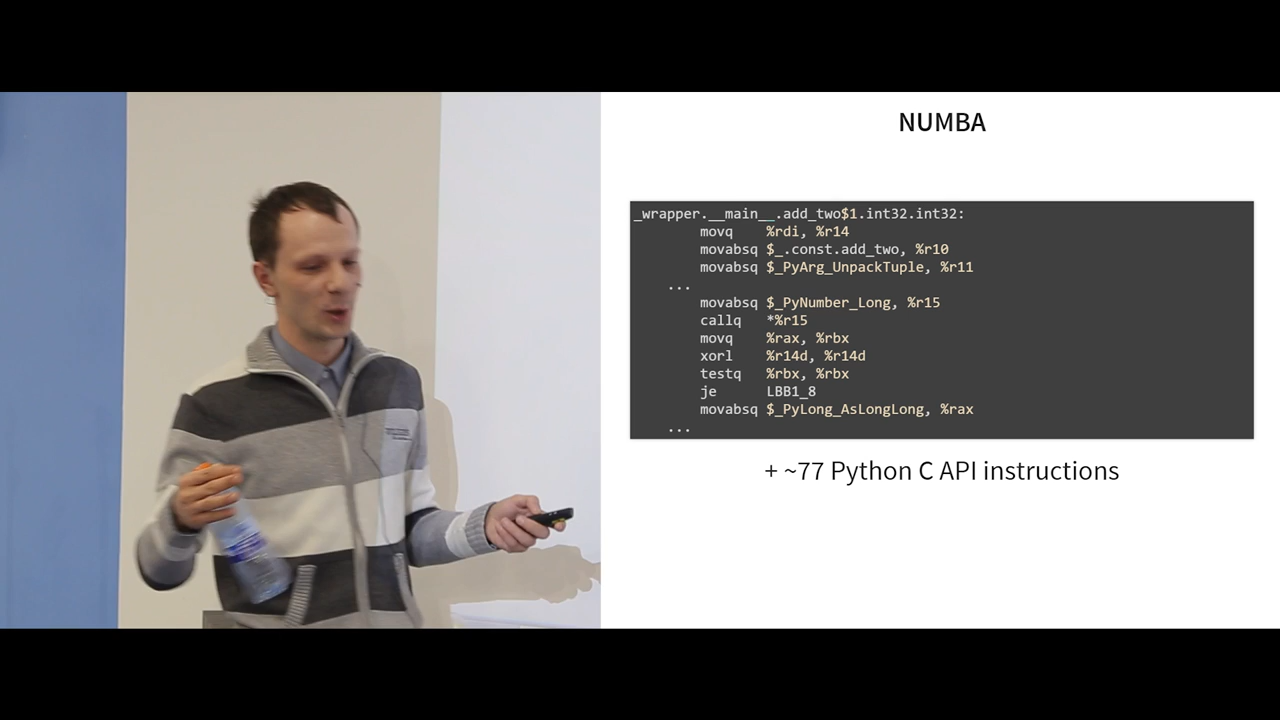 NUMBA
_wrapper.__main__.add_two$1.int32.int32:
movq %rdi, %r14
movabsq $_.const.add_two, %r10
movabsq $_PyArg_UnpackTuple, %r11
...
movabsq $_PyNumber_Long, %r15
callq *%r15
movq %rax, %rbx
xorl %r14d, %r14d
testq %rbx, %rbx
je LBB1_8
movabsq $_PyLong_AsLongLong, %rax
...
+ ~77 Python C API instructions